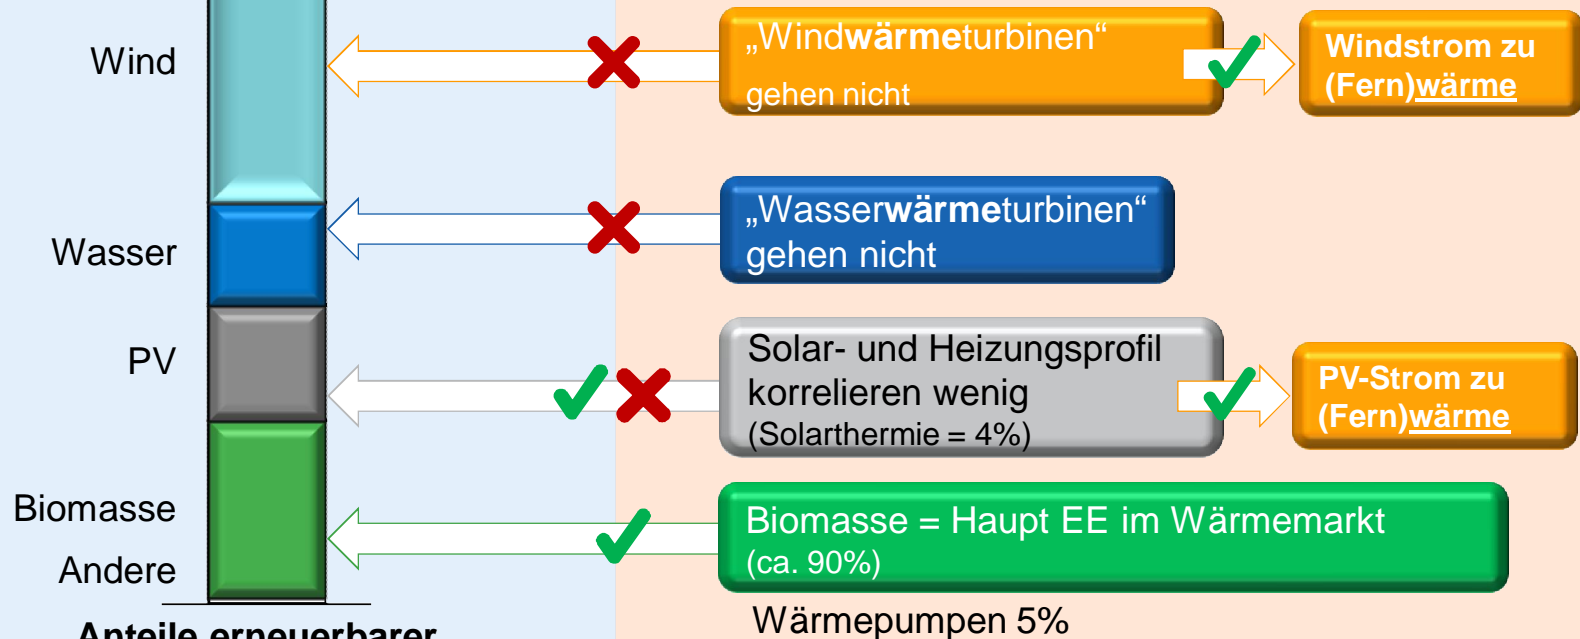 Wind
„Windwärmeturbinen“
gehen nicht
Windstrom zu
(Fern)wärme
Wasser
„Wasserwärmeturbinen“
gehen nicht
PV
Solar- und Heizungsprofil
korrelieren wenig
(Solarthermie = 4%)
PV-Strom zu
(Fern)wärme
Biomasse
Andere
Biomasse = Haupt EE im Wärmemarkt
(ca. 90%)
Wärmepumpen 5%
Anteile erneuerbarer